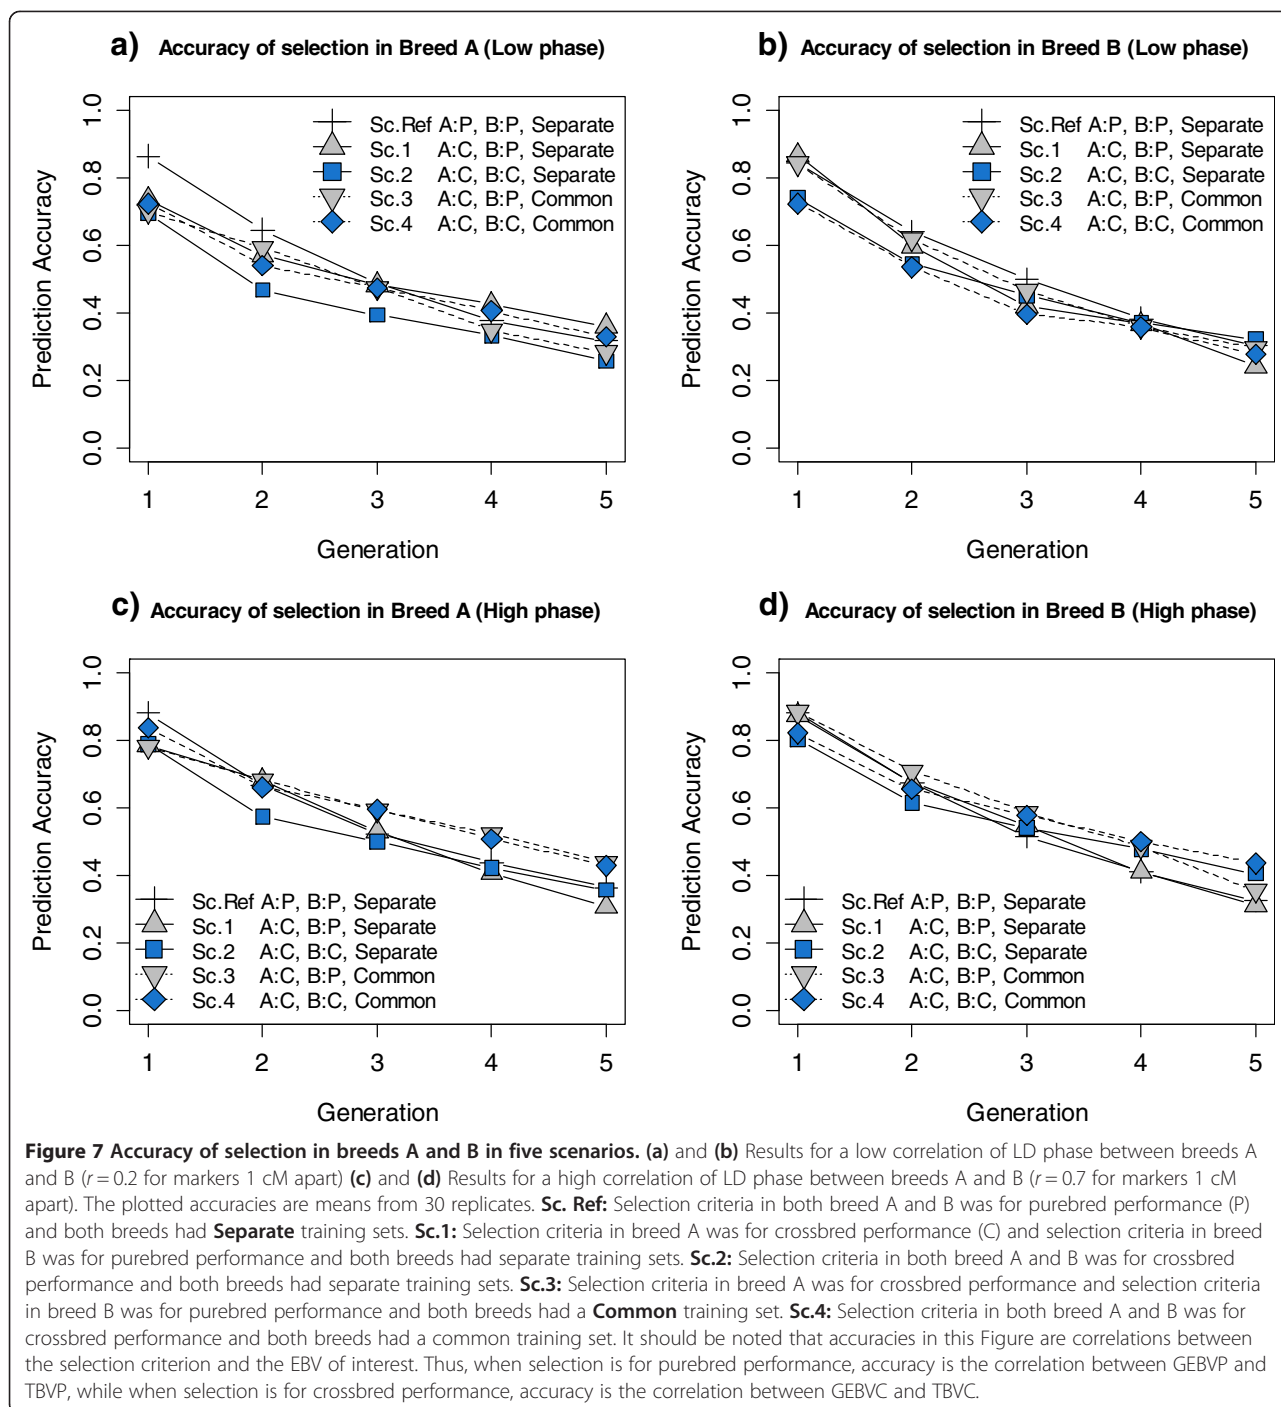 a) Accuracy of selection in Breed A (Low phase)
Prediction Accuracy
1.0
0.8
0.6
0.4
0.2
0.0
Sc.Ref A:P, B:P, Separate
Sc.1 A:C, B:P, Separate
Sc.2 A:C, B:C, Separate
Sc.3 A:C, B:P, Common
Sc.4 A:C, B:C, Common
1 2 3 4 5
Generation
b) Accuracy of selection in Breed B (Low phase)
Prediction Accuracy
1.0
0.8
0.6
0.4
0.2
0.0
Sc.Ref A:P, B:P, Separate
Sc.1 A:C, B:P, Separate
Sc.2 A:C, B:C, Separate
Sc.3 A:C, B:P, Common
Sc.4 A:C, B:C, Common
1 2 3 4 5
Generation
c) Accuracy of selection in Breed A (High phase)
Prediction Accuracy
1.0
0.8
0.6
0.4
0.2
0.0
Sc.Ref A:P, B:P, Separate
Sc.1 A:C, B:P, Separate
Sc.2 A:C, B:C, Separate
Sc.3 A:C, B:P, Common
Sc.4 A:C, B:C, Common
1 2 3 4 5
Generation
d) Accuracy of selection in Breed B (High phase)
Prediction Accuracy
1.0
0.8
0.6
0.4
0.2
0.0
Sc.Ref A:P, B:P, Separate
Sc.1 A:C, B:P, Separate
Sc.2 A:C, B:C, Separate
Sc.3 A:C, B:P, Common
Sc.4 A:C, B:C, Common
1 2 3 4 5
Generation
Figure 7 Accuracy of selection in breeds A and B in five scenarios. (a) and (b) Results for a low correlation of LD phase between breeds A
and B (r = 0.2 for markers 1 cM apart) (c) and (d) Results for a high correlation of LD phase between breeds A and B (r = 0.7 for markers 1 cM
apart). The plotted accuracies are means from 30 replicates. Sc. Ref: Selection criteria in both breed A and B was for purebred performance (P)
and both breeds had Separate training sets. Sc.1: Selection criteria in breed A was for crossbred performance (C) and selection criteria in breed
B was for purebred performance and both breeds had separate training sets. Sc.2: Selection criteria in both breed A and B was for crossbred
performance and both breeds had separate training sets. Sc.3: Selection criteria in breed A was for crossbred performance and selection criteria
in breed B was for purebred performance and both breeds had a Common training set. Sc.4: Selection criteria in both breed A and B was for
crossbred performance and both breeds had a common training set. It should be noted that accuracies in this Figure are correlations between
the selection criterion and the EBV of interest. Thus, when selection is for purebred performance, accuracy is the correlation between GEBVP and
TBVP, while when selection is for crossbred performance, accuracy is the correlation between GEBVC and TBVC.